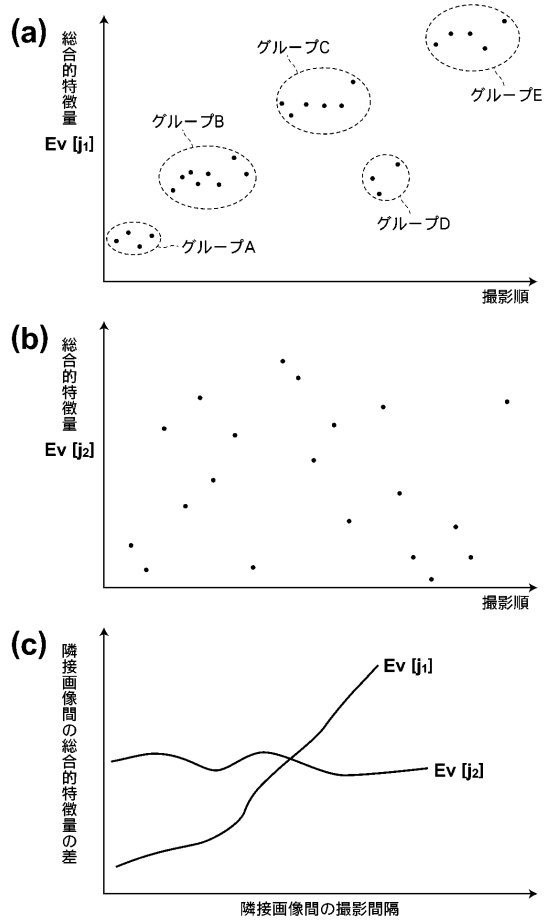 (a)
総合的特徴量
Ev [j1]
グループA
グループB
グループC
グループD
グループE
撮影順
(b)
総合的特徴量
Ev [j2]
撮影順
(c)
隣接画像間の総合的特徴量の差
Ev [j1]
Ev [j2]
隣接画像間の撮影間隔